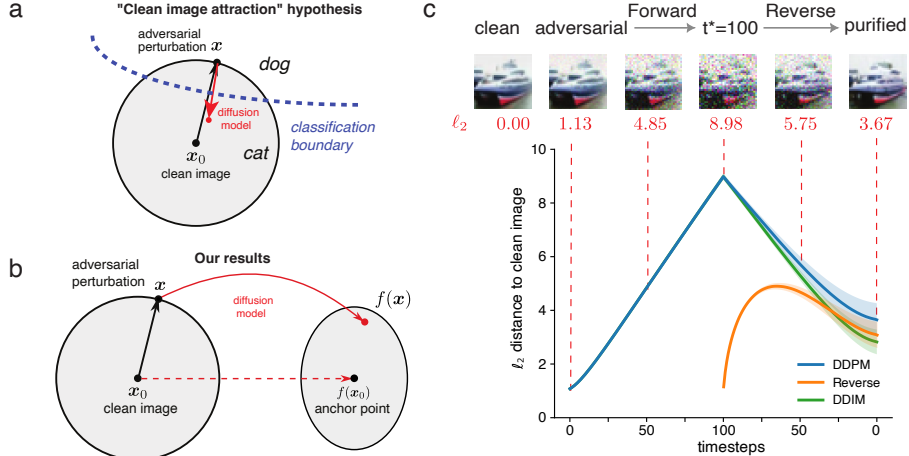 a
"Clean image attraction" hypothesis
adversarial
perturbation x
dog
diffusion
model
classification
boundary
x₀
clean image
cat
b
Our results
adversarial
perturbation
x
diffusion
model
f(x)
x₀
clean image
f(x₀)
anchor point
c
clean adversarial Forward t*=100 Reverse purified
ℓ₂ 0.00 1.13 4.85 8.98 5.75 3.67
ℓ₂ distance to clean image
10
8
6
4
2
0
DDPM
Reverse
DDIM
0 50 100 50 0
timesteps